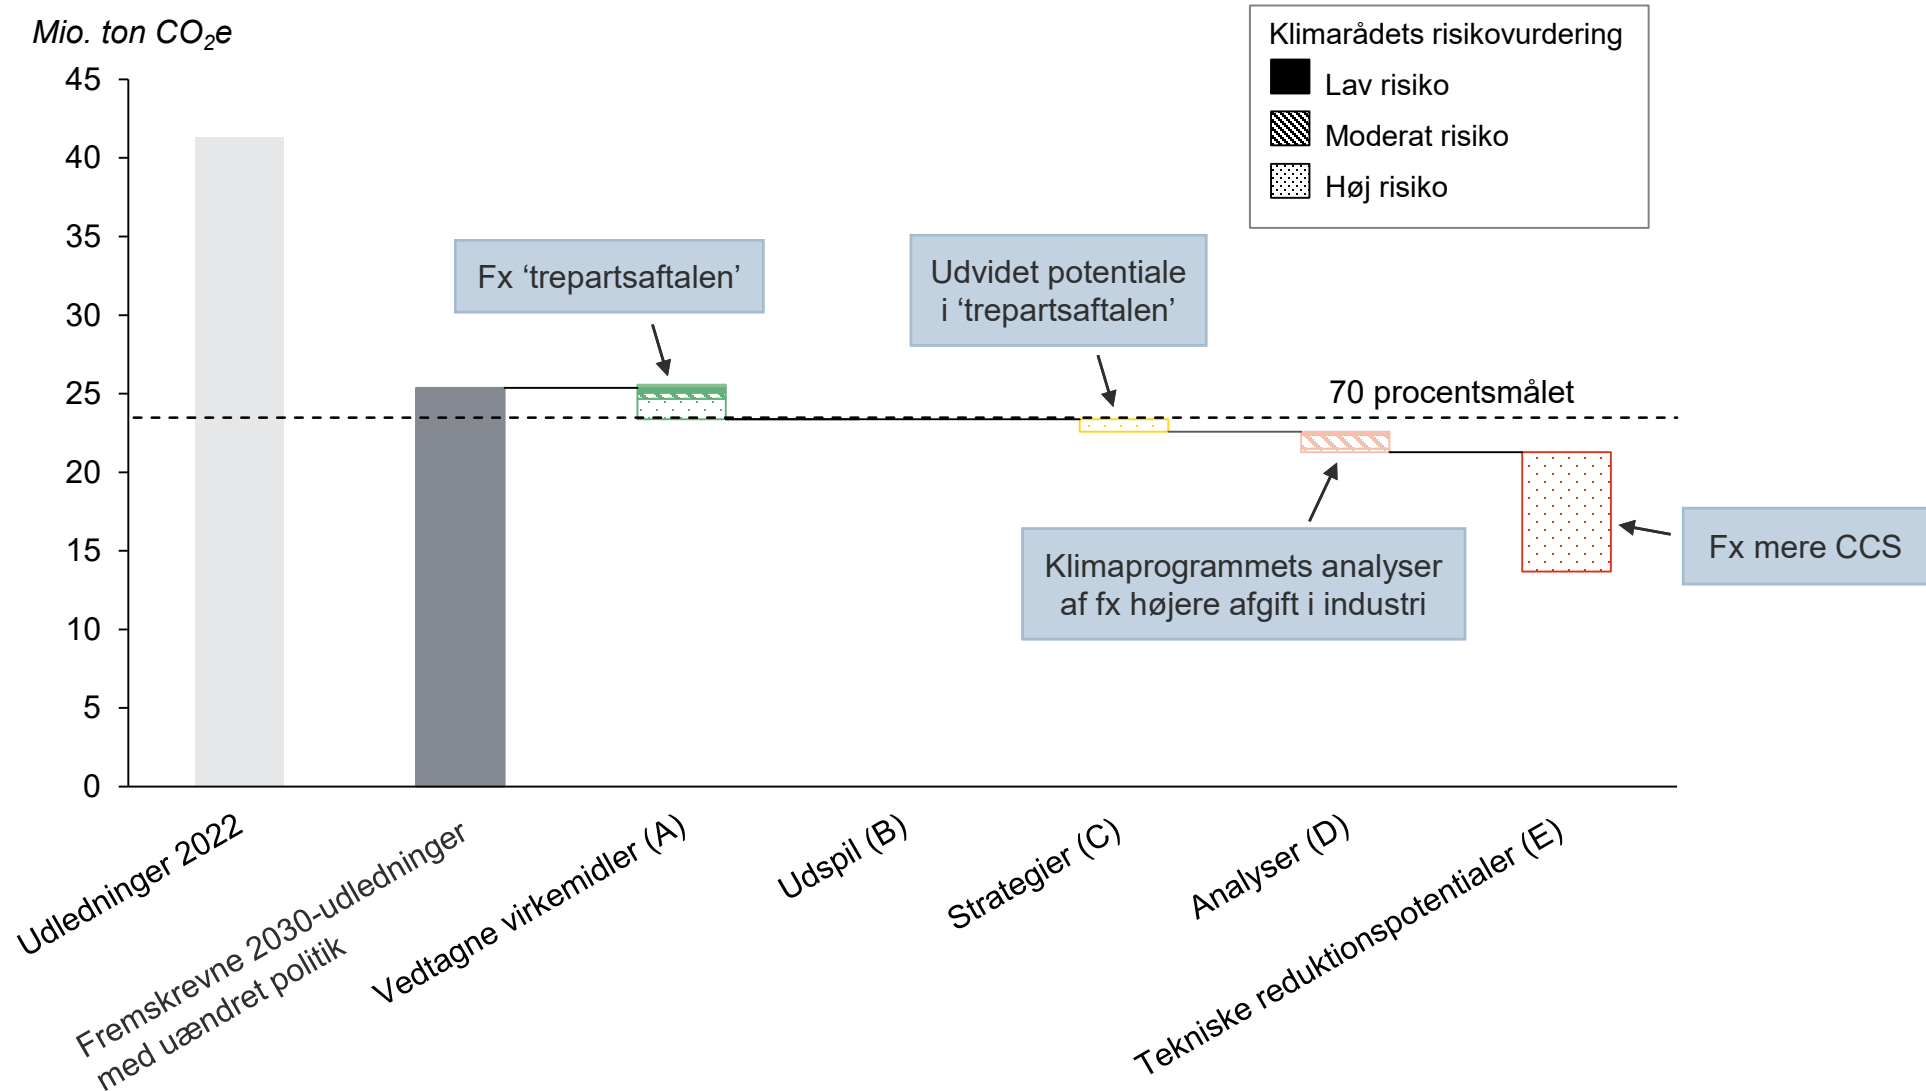 Mio. ton CO₂e
Klimarådets risikovurdering
Lav risiko
Moderat risiko
Høj risiko
45
40
35
30
25
20
15
10
5
0
Fx ‘trepartsaftalen’
Udvidet potentiale
i ‘trepartsaftalen’
70 procentsmålet
Klimaprogrammets analyser
af fx højere afgift i industri
Fx mere CCS
Udledninger 2022
Fremskrevne 2030-udledninger
med uændret politik
Vedtagne virkemidler (A)
Udspil (B)
Strategier (C)
Analyser (D)
Tekniske reduktionspotentialer (E)